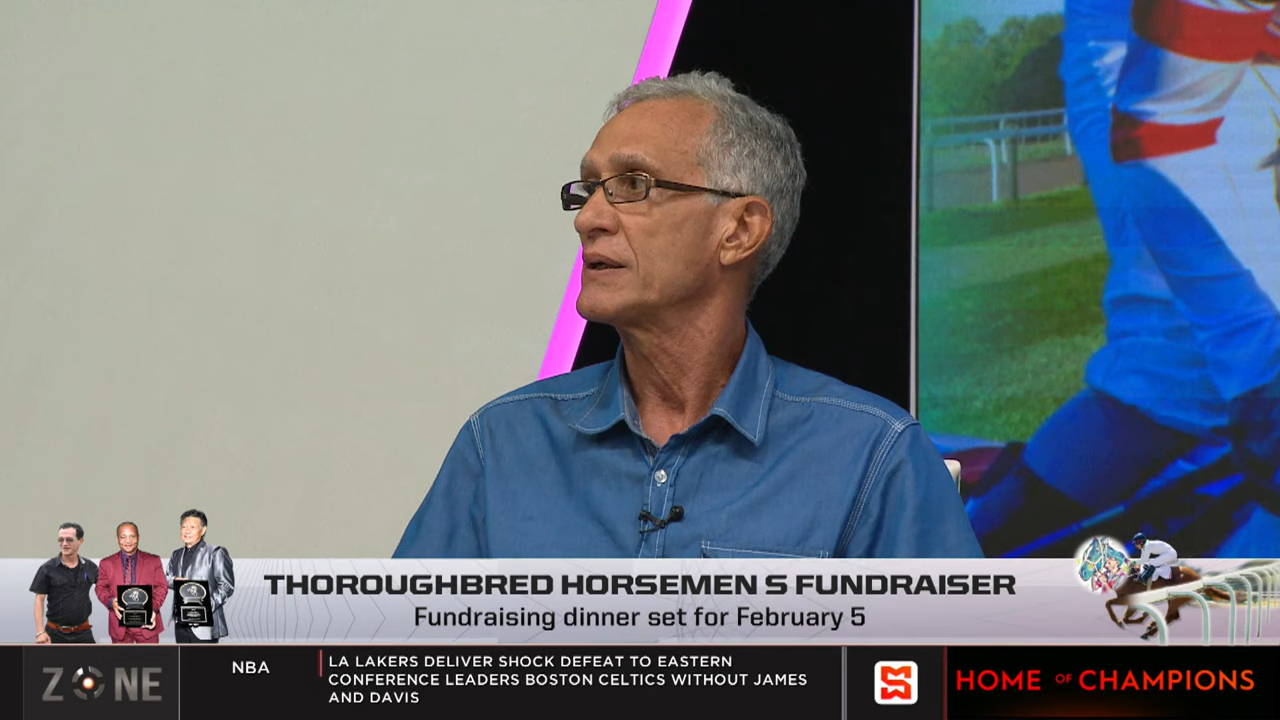 THOROUGHBRED HORSEMEN S FUNDRAISER
Fundraising dinner set for February 5
ZONE
NBA
LA LAKERS DELIVER SHOCK DEFEAT TO EASTERN
CONFERENCE LEADERS BOSTON CELTICS WITHOUT JAMES
AND DAVIS
HOME OF CHAMPIONS